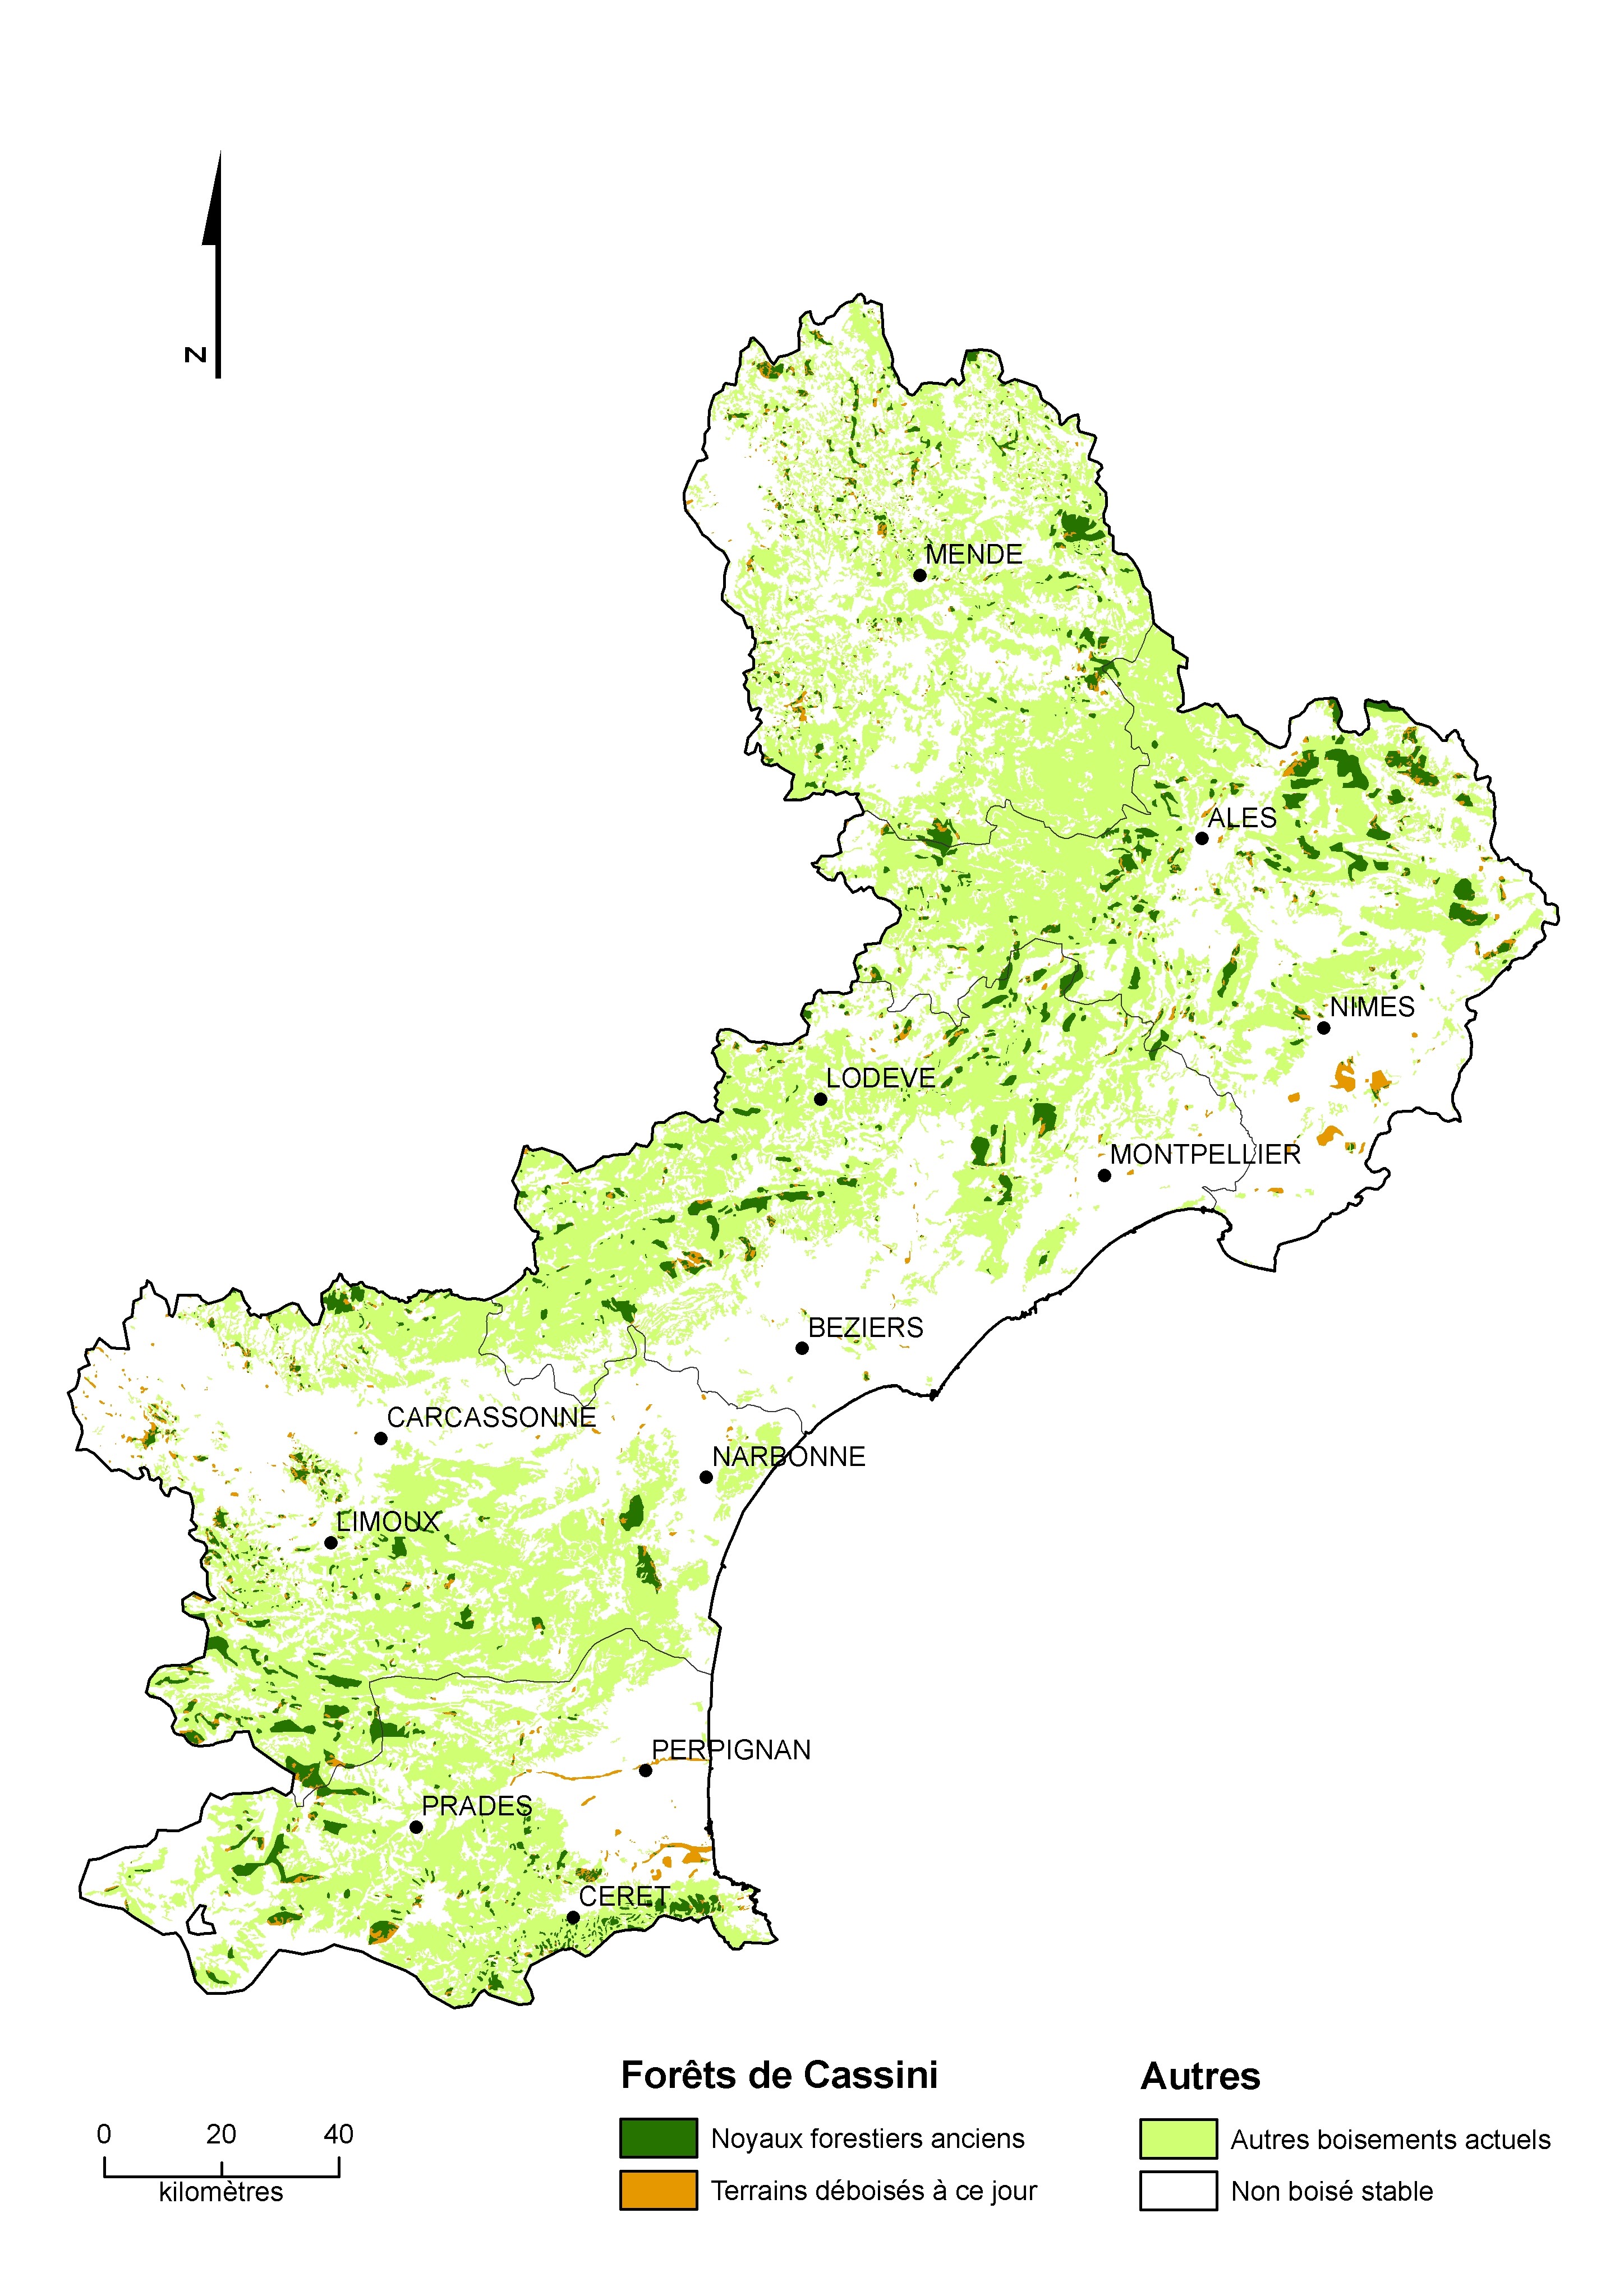 N
MENDE
ALES
NIMES
LODEVE
MONTPELLIER
BEZIERS
CARCASSONNE
NARBONNE
LIMOUX
PERPIGNAN
PRADES
CERET
Forêts de Cassini
Noyaux forestiers anciens
Terrains déboisés à ce jour
Autres
Autres boisements actuels
Non boisé stable
0 20 40
kilomètres